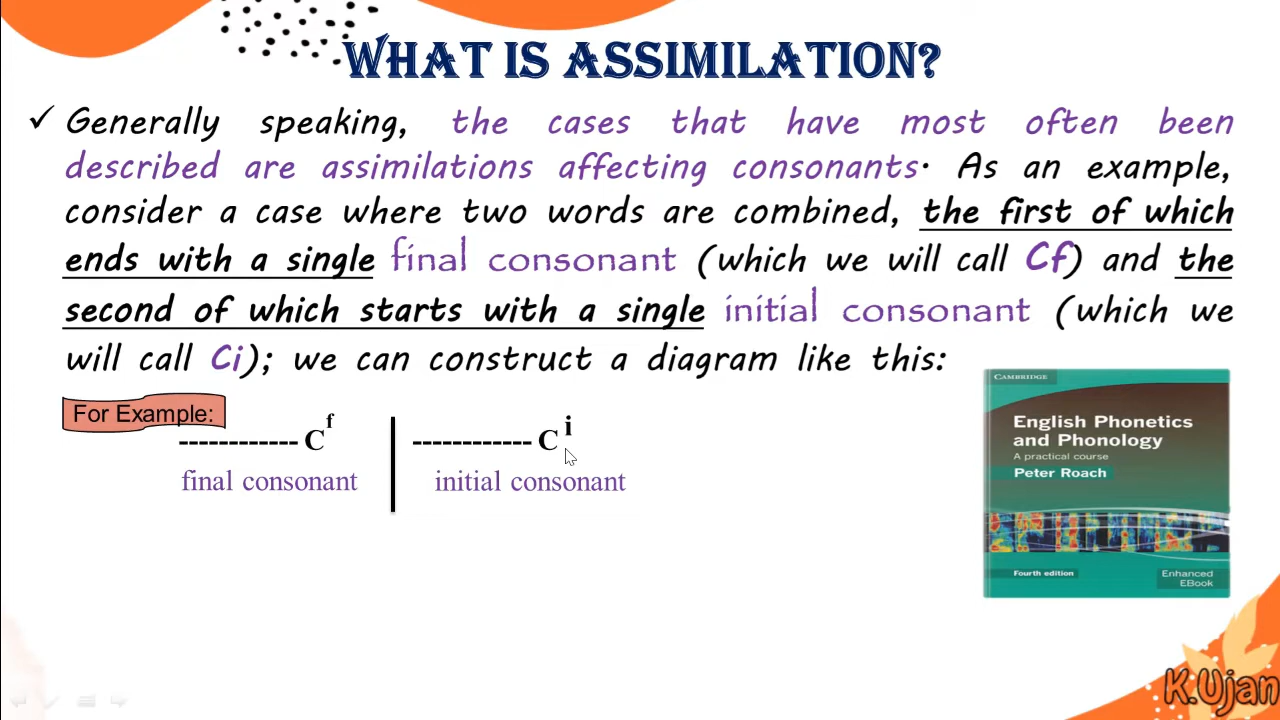 WHAT IS ASSIMILATION?
✓ Generally speaking, the cases that have most often been
described are assimilations affecting consonants. As an example,
consider a case where two words are combined, the first of which
ends with a single final consonant (which we will call Cf) and the
second of which starts with a single initial consonant (which we
will call Ci); we can construct a diagram like this:
For Example:
------------ C f | ------------ C i
final consonant initial consonant
CAMBRIDGE
English Phonetics
and Phonology
A practical course
Peter Roach
Fourth edition
Enhanced
EBook
K.Ujan